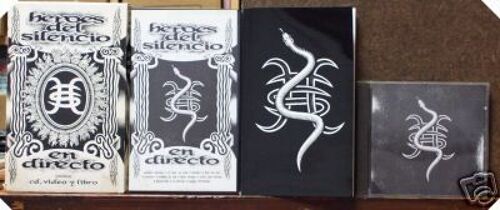 heroes
del
silencio
en
directo
cd, video y libro
heroes
del
silencio
en
directo